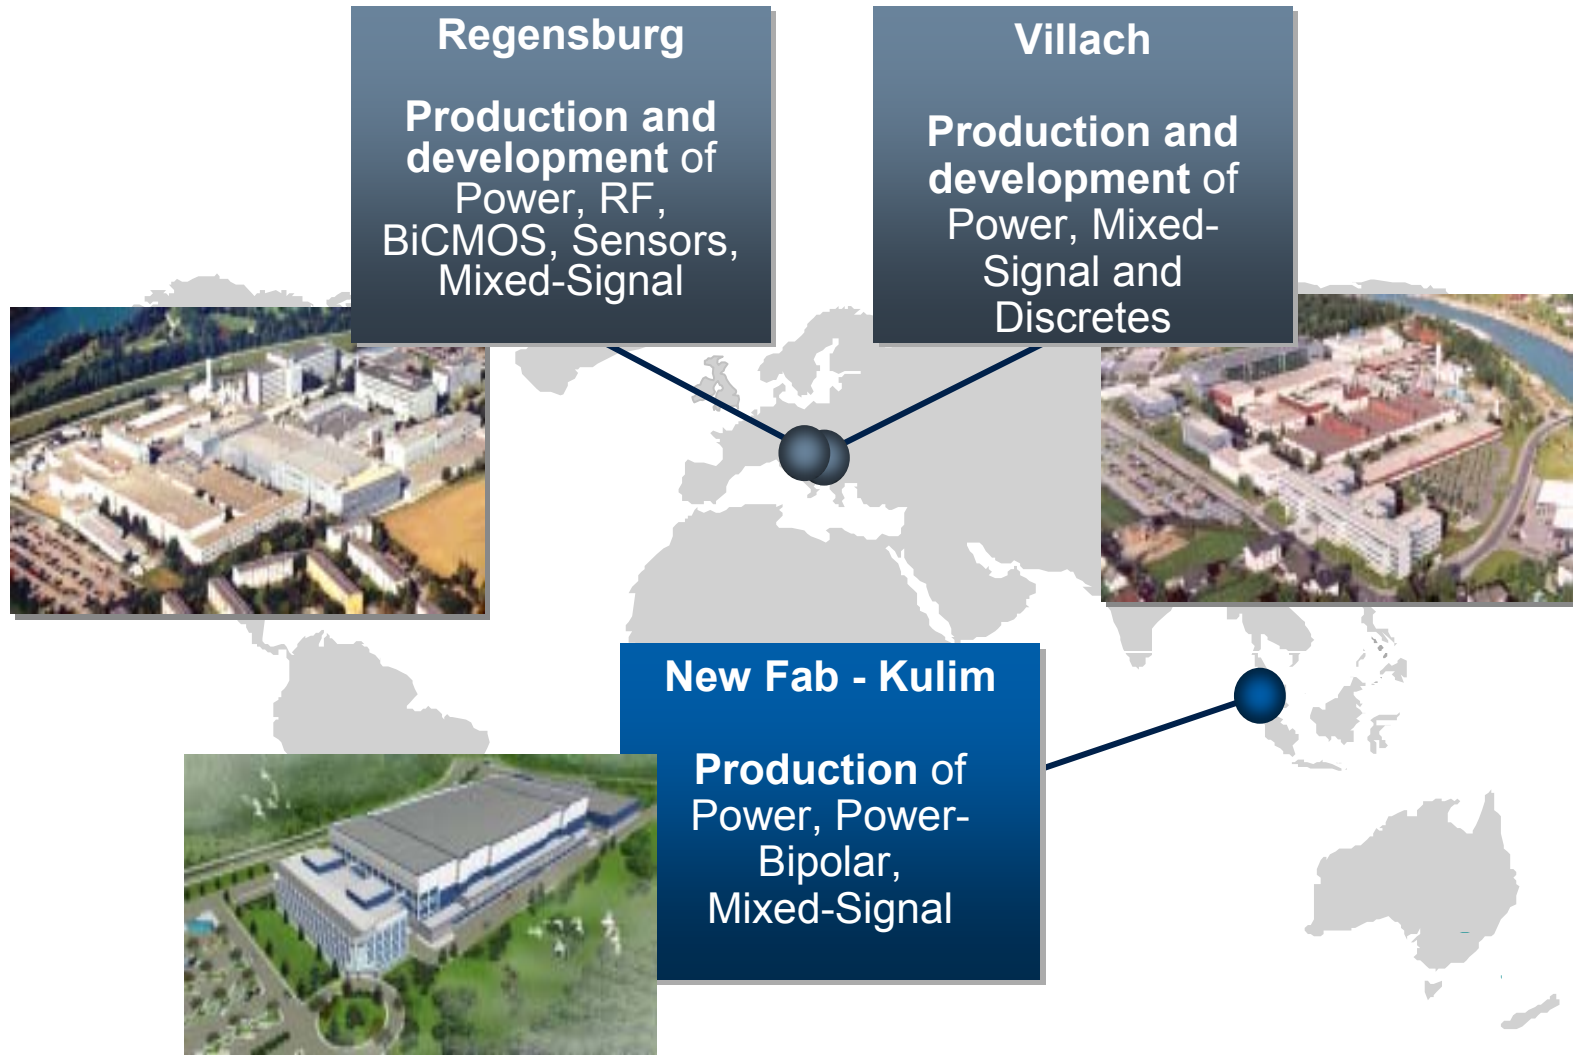 Regensburg
Production and
development of
Power, RF,
BiCMOS, Sensors,
Mixed-Signal
Villach
Production and
development of
Power, Mixed-
Signal and
Discretes
New Fab - Kulim
Production of
Power, Power-
Bipolar,
Mixed-Signal